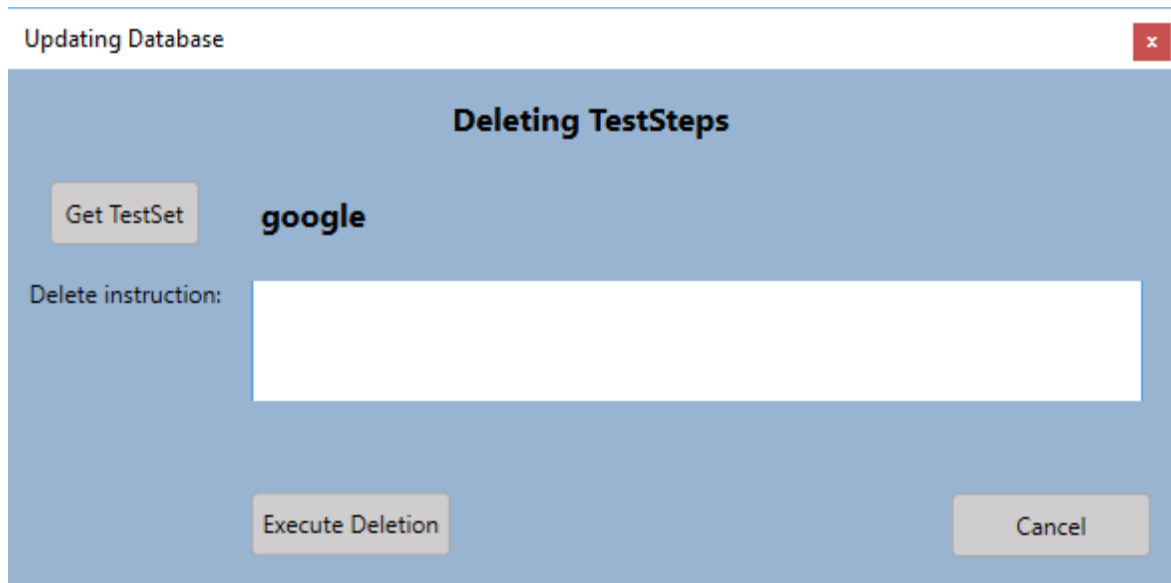 Updating Database
x
Deleting TestSteps
Get TestSet
google
Delete instruction:
Execute Deletion
Cancel